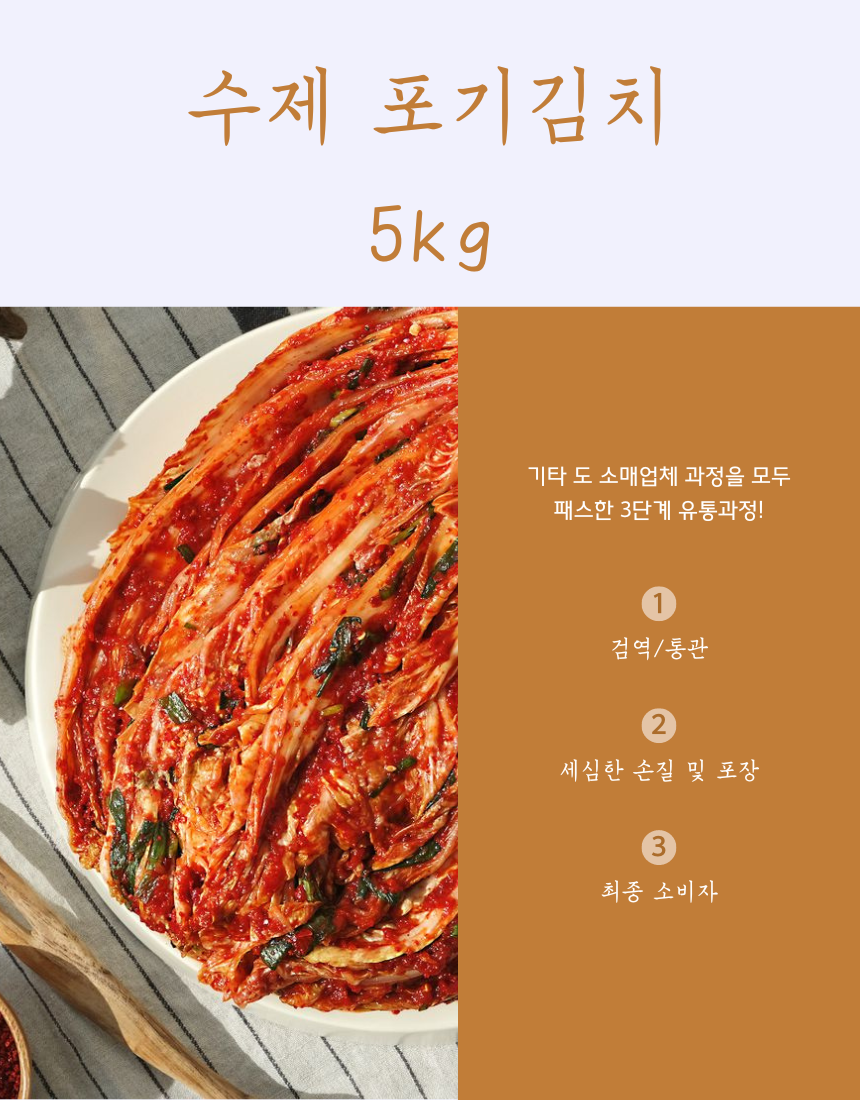 수제 포기김치
5kg
기타 도 소매업체 과정을 모두
패스한 3단계 유통과정!
1
검역/통관
2
세심한 손질 및 포장
3
최종 소비자